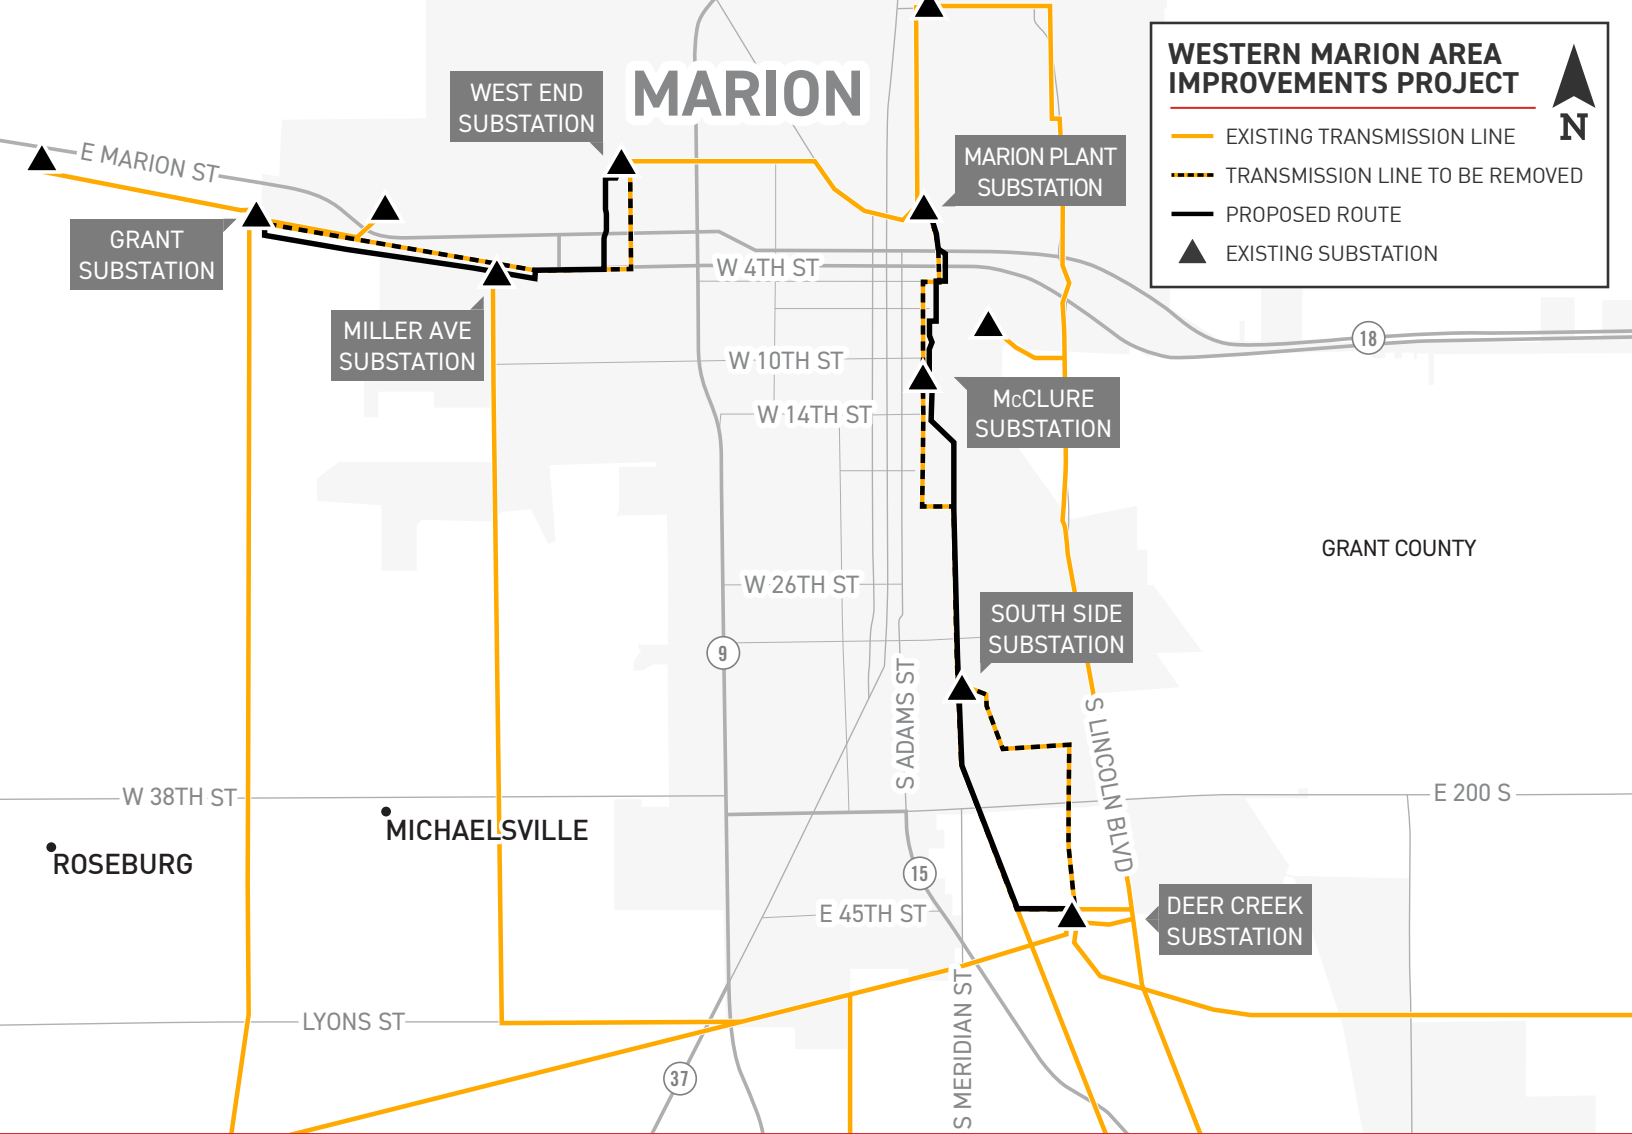 WESTERN MARION AREA
IMPROVEMENTS PROJECT
N
EXISTING TRANSMISSION LINE
TRANSMISSION LINE TO BE REMOVED
PROPOSED ROUTE
EXISTING SUBSTATION
MARION
WEST END
SUBSTATION
MARION PLANT
SUBSTATION
E MARION ST
GRANT
SUBSTATION
W 4TH ST
MILLER AVE
SUBSTATION
18
W 10TH ST
McCLURE
SUBSTATION
W 14TH ST
GRANT COUNTY
W 26TH ST
SOUTH SIDE
SUBSTATION
9
S ADAMS ST
S LINCOLN BLVD
W 38TH ST
E 200 S
MICHAELSVILLE
ROSEBURG
15
E 45TH ST
DEER CREEK
SUBSTATION
LYONS ST
S MERIDIAN ST
37